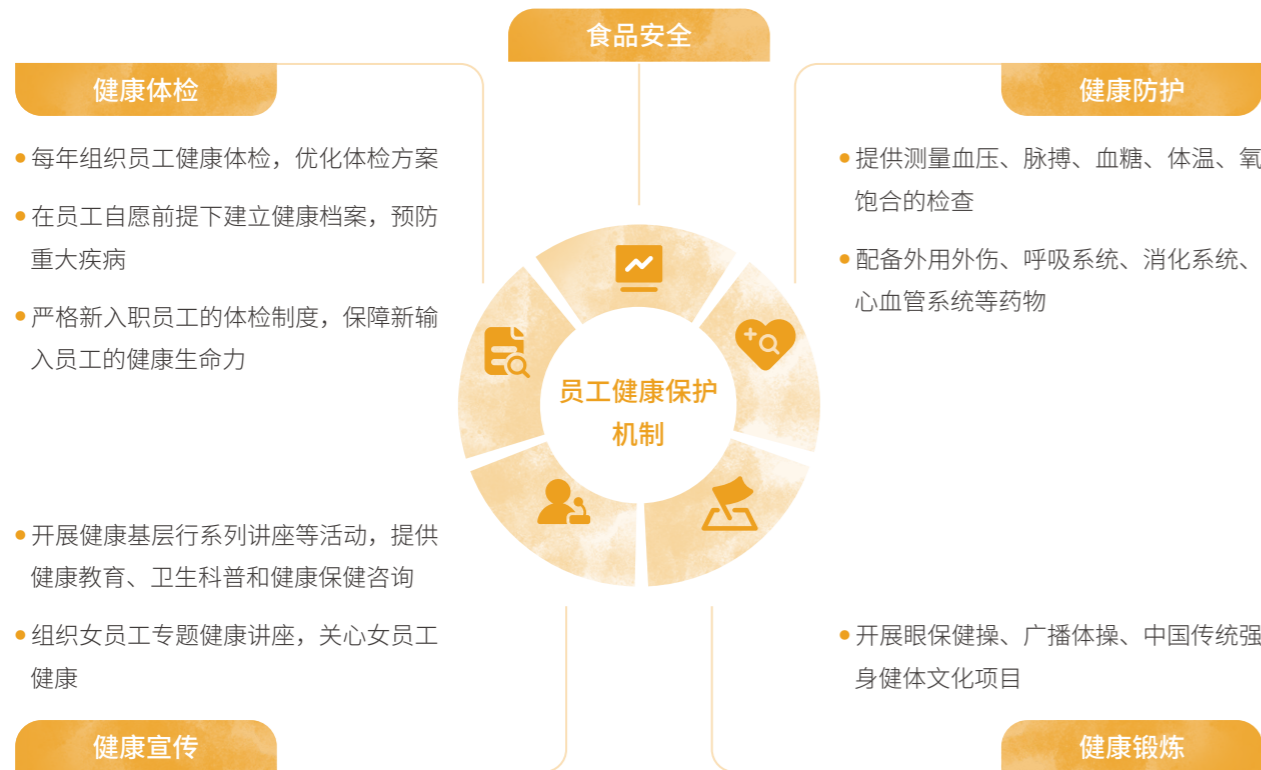 食品安全
健康体检
• 每年组织员工健康体检，优化体检方案
• 在员工自愿前提下建立健康档案，预防
重大疾病
• 严格新入职员工的体检制度，保障新输
入员工的健康生命力
健康防护
• 提供测量血压、脉搏、血糖、体温、氧
饱合的检查
• 配备外用外伤、呼吸系统、消化系统、
心血管系统等药物
员工健康保护
机制
• 开展健康基层行系列讲座等活动，提供
健康教育、卫生科普和健康保健咨询
• 组织女员工专题健康讲座，关心女员工
健康
健康宣传
• 开展眼保健操、广播体操、中国传统强
身健体文化项目
健康锻炼